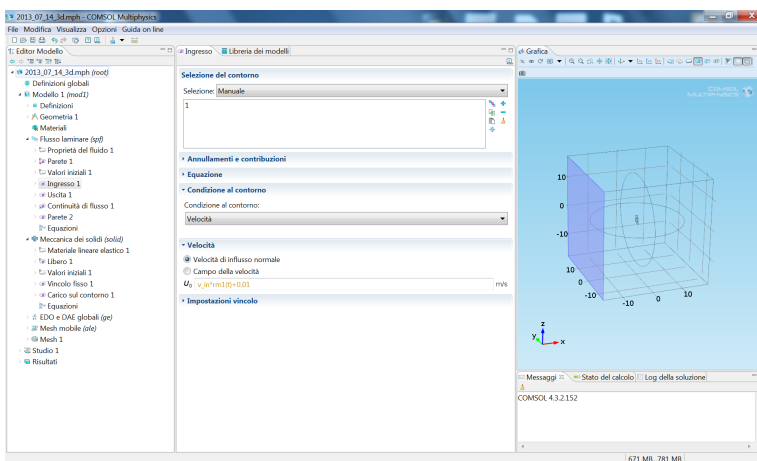 2013_07_14_3d.mph - COMSOL Multiphysics
File Modifica Visualizza Opzioni Guida on line
Editor Modello
2013_07_14_3d.mph (root)
Definizioni globali
Modello 1 (mod1)
Definizioni
Geometria 1
Materiali
Flusso laminare (spf)
Proprietà del fluido 1
Parete 1
Valori iniziali 1
Ingresso 1
Uscita 1
Continuità di flusso 1
Parete 2
Equazioni
Meccanica dei solidi (solid)
Materiale lineare elastico 1
Libero 1
Valori iniziali 1
Vincolo fisso 1
Carico sul contorno 1
Equazioni
EDO e DAE globali (ge)
Mesh mobile (ale)
Mesh 1
Studio 1
Risultati
Ingresso Libreria dei modelli
Selezione del contorno
Selezione: Manuale
1
Annullamenti e contribuzioni
Equazione
Condizione al contorno
Condizione al contorno:
Velocità
Velocità
Velocità di influsso normale
Campo della velocità
U0 v_in*rm1(t)+0.01 m/s
Impostazioni vincolo
Grafica
COMSOL
MULTIPHYSICS
10
0
-10
10
0
-10
-10
0
10
z
y
x
Messaggi Stato del calcolo Log della soluzione
COMSOL 4.3.2.152
671 MB 781 MB